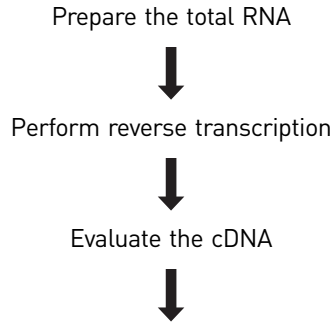 Prepare the total RNA
Perform reverse transcription
Evaluate the cDNA